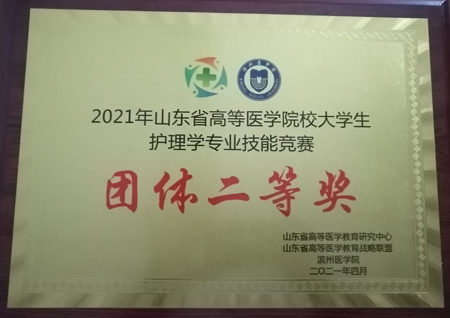 2021年山东省高等医学院校大学生
护理学专业技能竞赛
团体二等奖
山东省高等医学教育研究中心
山东省高等医学教育战略联盟
滨州医学院
二〇二一年四月